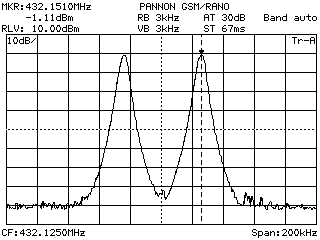 MKR:432.1510MHz PANNON GSM/RANO
-1.11dBm RB 3kHz AT 30dB Band auto
RLV: 10.00dBm VB 3kHz ST 67ms
10dB/ Tr-A
CF:432.1250MHz Span:200kHz